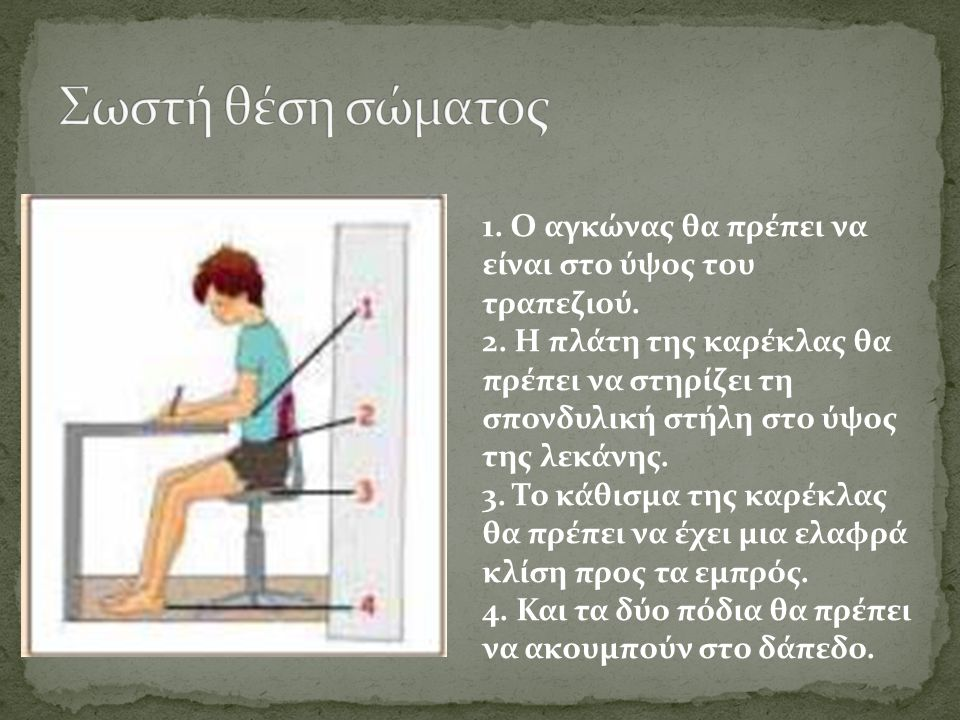 Σωστή θέση σώματος
1
2
3
4
1. Ο αγκώνας θα πρέπει να
είναι στο ύψος του
τραπεζιού.
2. Η πλάτη της καρέκλας θα
πρέπει να στηρίζει τη
σπονδυλική στήλη στο ύψος
της λεκάνης.
3. Το κάθισμα της καρέκλας
θα πρέπει να έχει μια ελαφρά
κλίση προς τα εμπρός.
4. Και τα δύο πόδια θα πρέπει
να ακουμπούν στο δάπεδο.